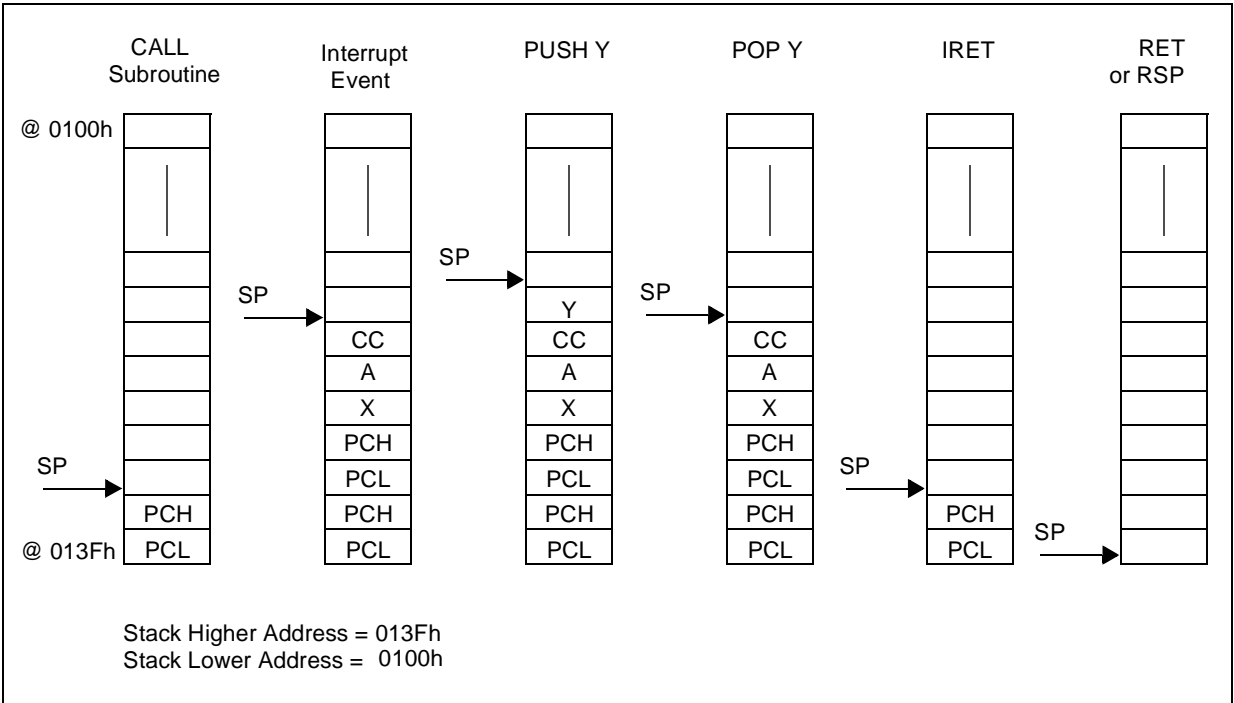 CALL
Subroutine
Interrupt
Event
PUSH Y
POP Y
IRET
RET
or RSP
@ 0100h
SP
PCH
@ 013Fh PCL
SP
CC
A
X
PCH
PCL
PCH
PCL
SP
Y
CC
A
X
PCH
PCL
PCH
PCL
SP
CC
A
X
PCH
PCL
PCH
PCL
SP
PCH
PCL
SP
Stack Higher Address = 013Fh
Stack Lower Address = 0100h